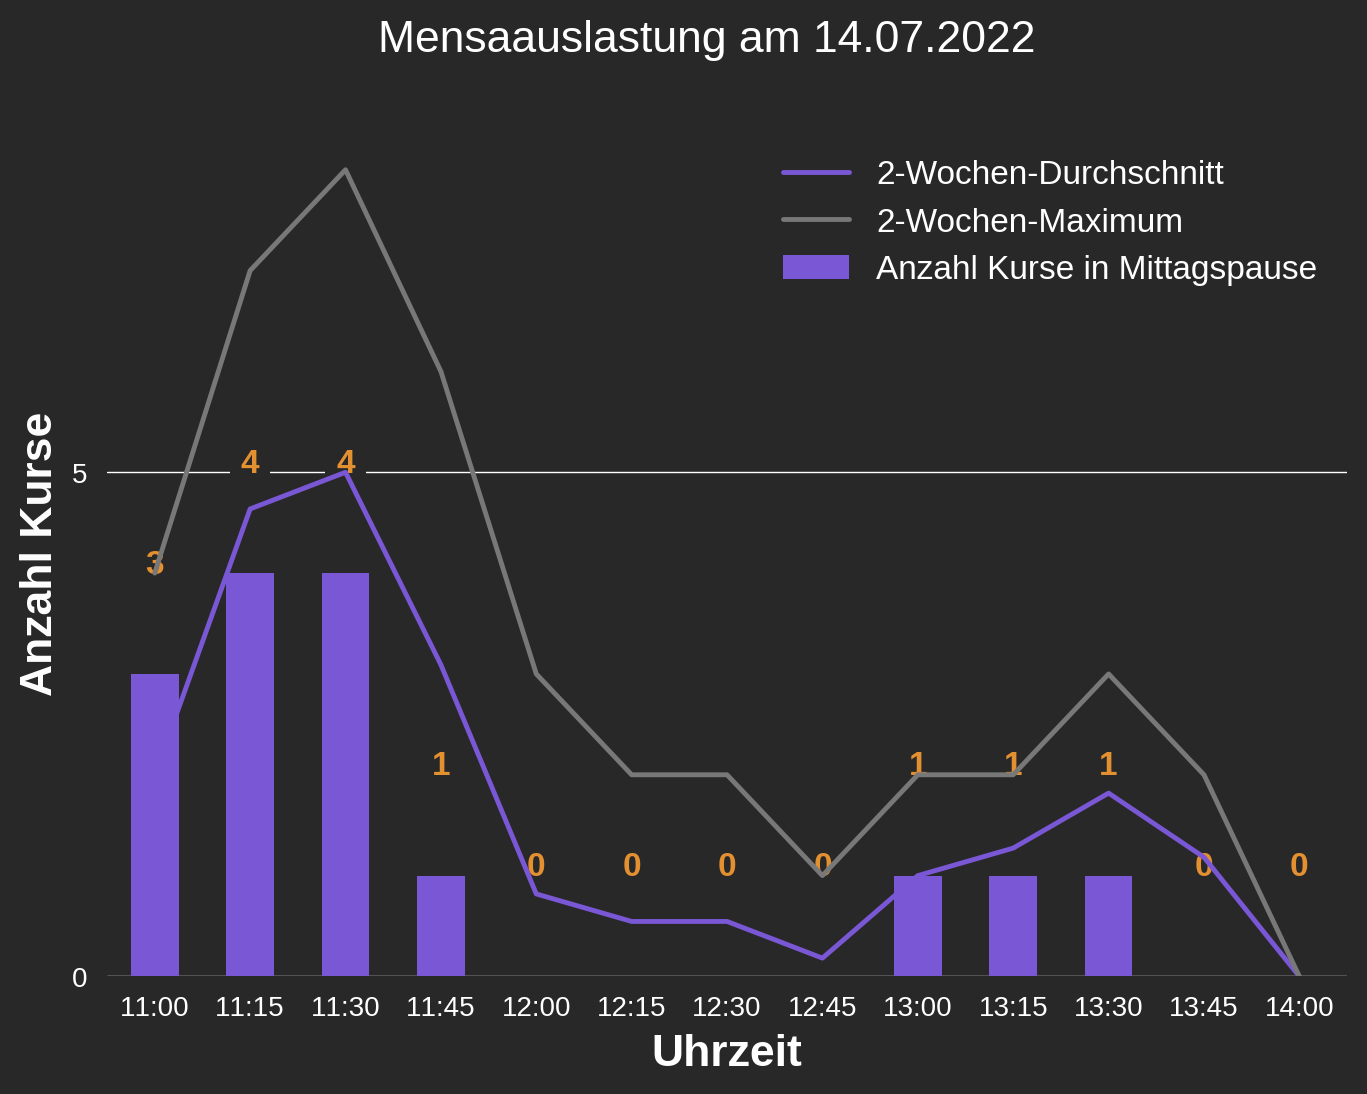 Mensaauslastung am 14.07.2022
2-Wochen-Durchschnitt
2-Wochen-Maximum
Anzahl Kurse in Mittagspause
Anzahl Kurse
5
0
3
4
4
1
0
0
0
0
1
1
1
0
0
11:00 11:15 11:30 11:45 12:00 12:15 12:30 12:45 13:00 13:15 13:30 13:45 14:00
Uhrzeit